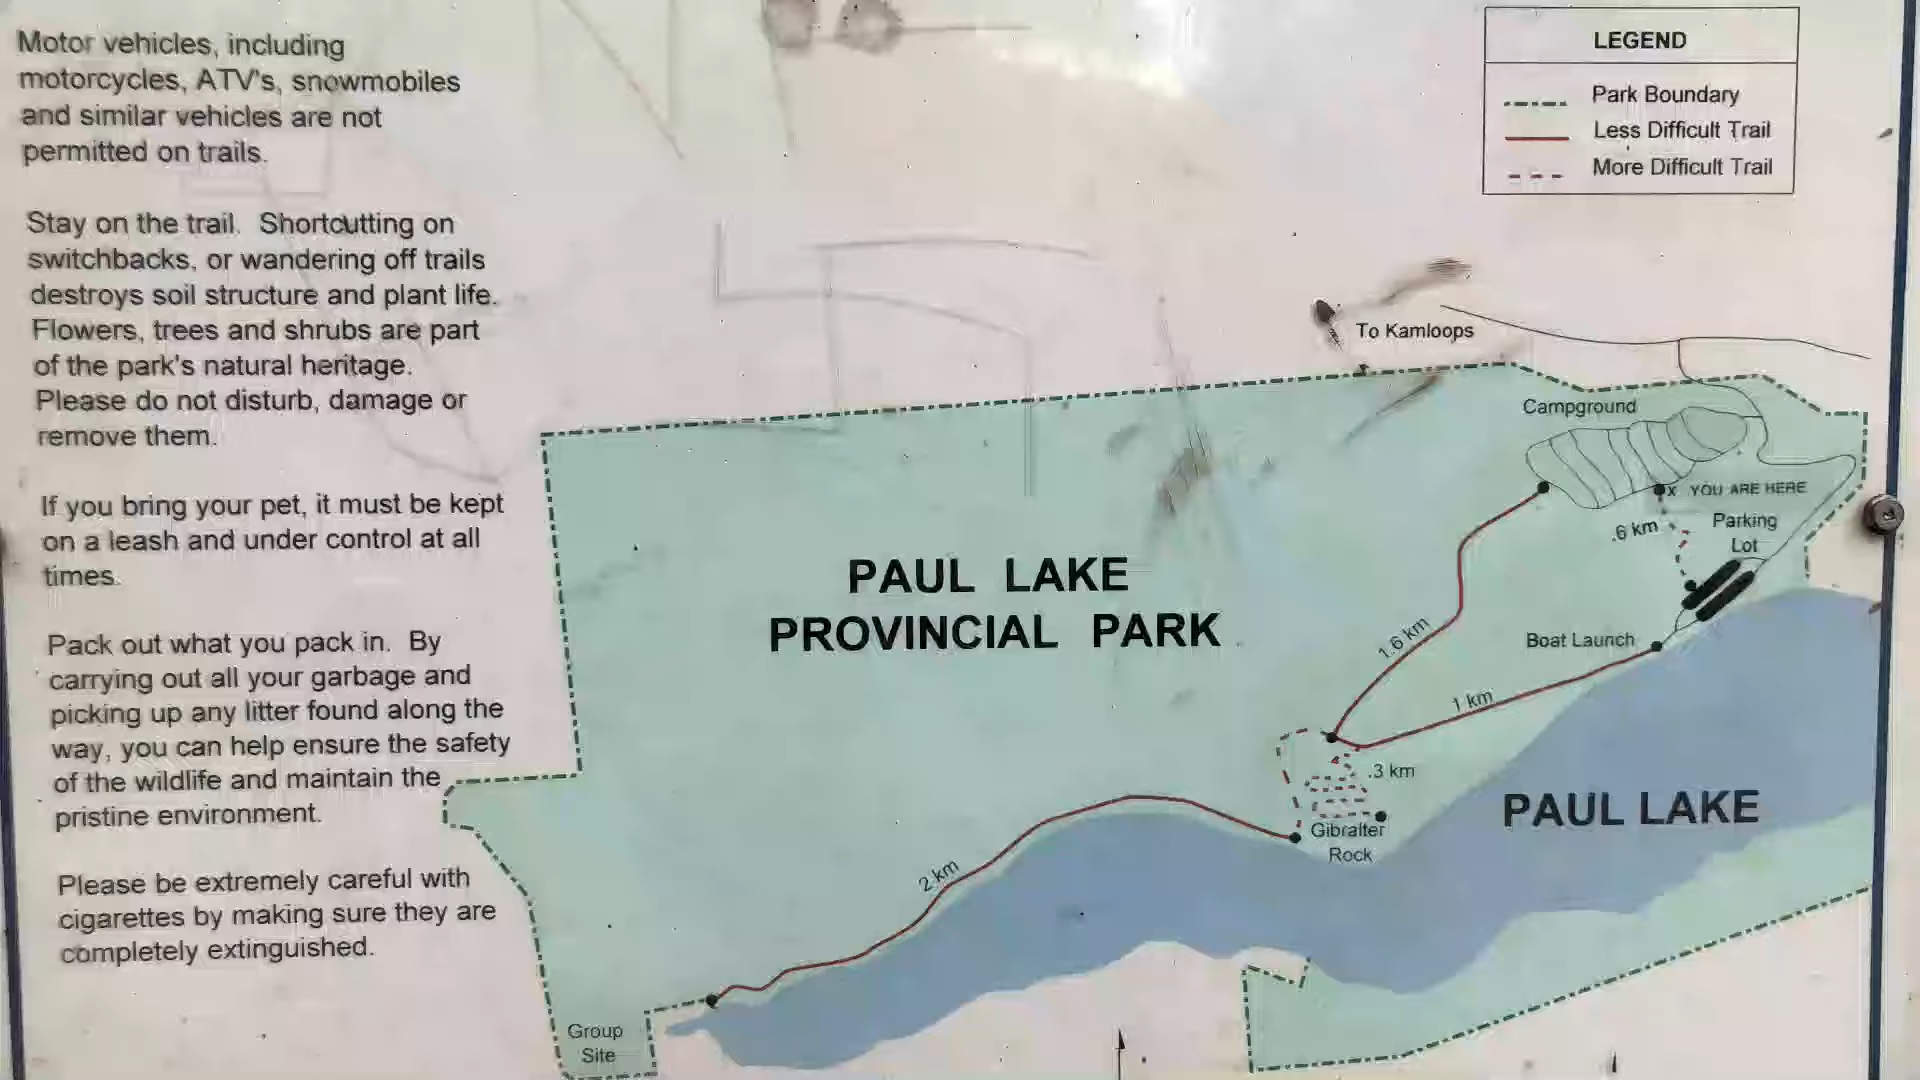 Motor vehicles, including
motorcycles, ATV's, snowmobiles
and similar vehicles are not
permitted on trails.
Stay on the trail. Shortcutting on
switchbacks, or wandering off trails
destroys soil structure and plant life.
Flowers, trees and shrubs are part
of the park's natural heritage.
Please do not disturb, damage or
remove them.
If you bring your pet, it must be kept
on a leash and under control at all
times.
Pack out what you pack in. By
carrying out all your garbage and
picking up any litter found along the
way, you can help ensure the safety
of the wildlife and maintain the
pristine environment.
Please be extremely careful with
cigarettes by making sure they are
completely extinguished.
LEGEND
Park Boundary
Less Difficult Trail
More Difficult Trail
To Kamloops
Campground
x YOU ARE HERE
.6 km
Parking
Lot
PAUL LAKE
PROVINCIAL PARK
1.6 km
Boat Launch
1 km
.3 km
Gibralter
Rock
PAUL LAKE
2 km
Group
Site